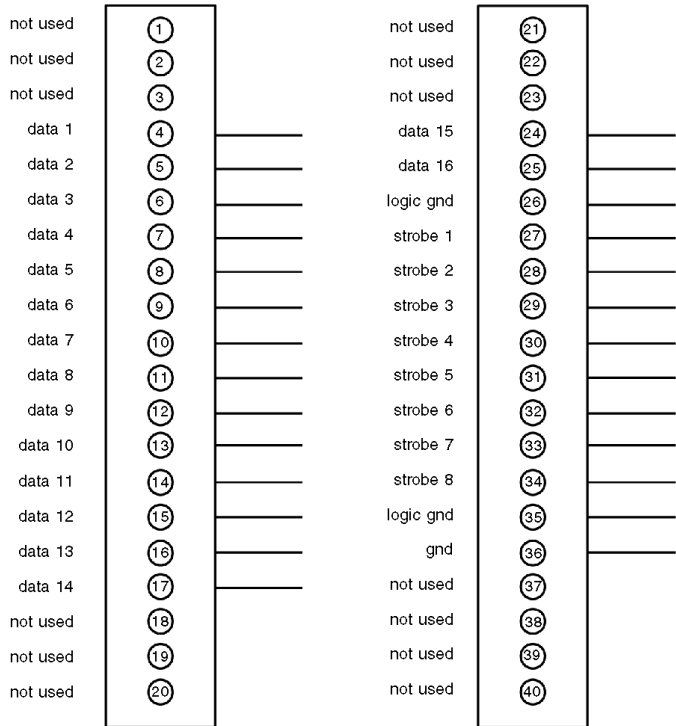 not used 1
not used 2
not used 3
data 1 4
data 2 5
data 3 6
data 4 7
data 5 8
data 6 9
data 7 10
data 8 11
data 9 12
data 10 13
data 11 14
data 12 15
data 13 16
data 14 17
not used 18
not used 19
not used 20
not used 21
not used 22
not used 23
data 15 24
data 16 25
logic gnd 26
strobe 1 27
strobe 2 28
strobe 3 29
strobe 4 30
strobe 5 31
strobe 6 32
strobe 7 33
strobe 8 34
logic gnd 35
gnd 36
not used 37
not used 38
not used 39
not used 40